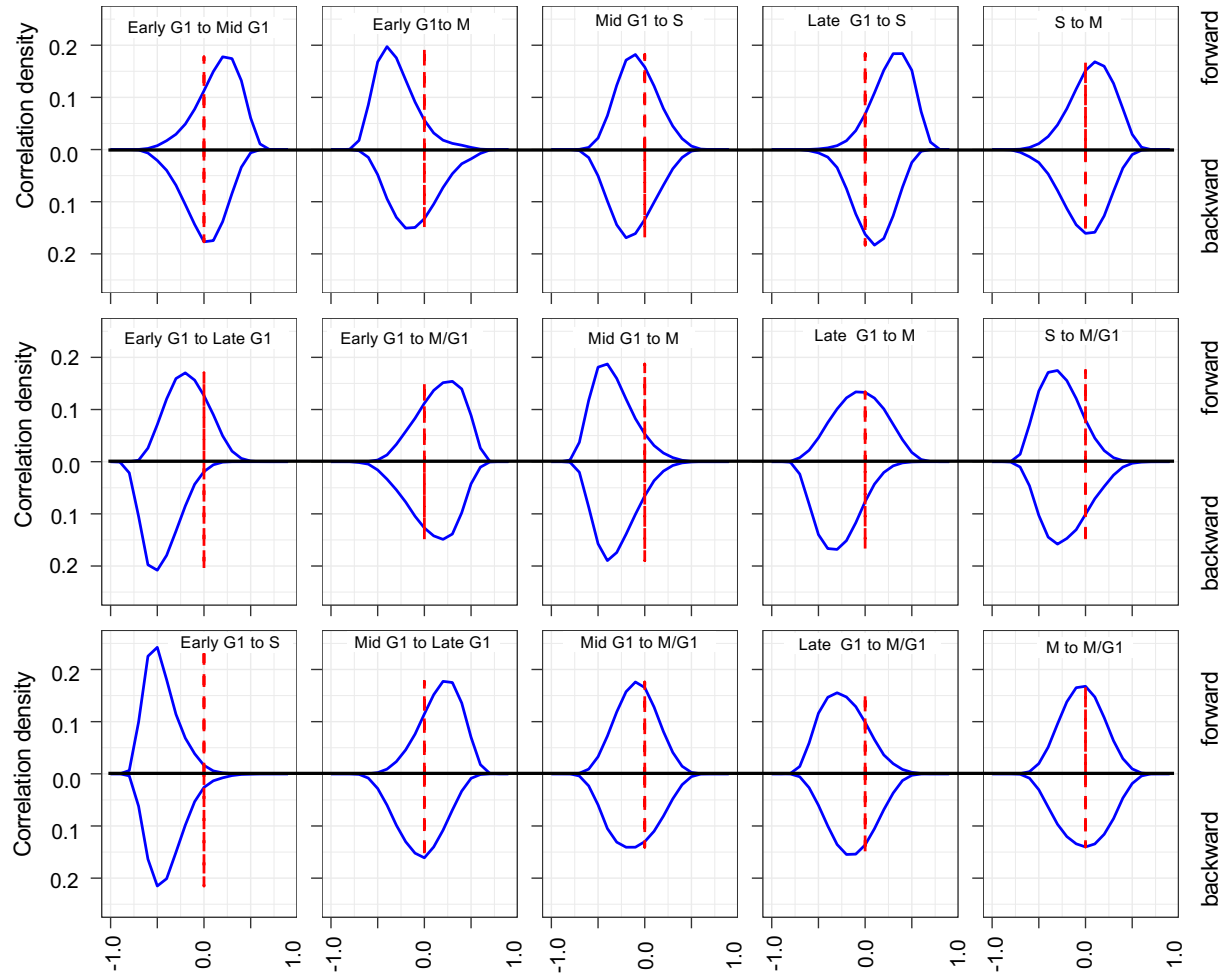 Early G1 to Mid G1
Early G1to M
Mid G1 to S
Late G1 to S
S to M
Correlation density
0.2
0.1
0.0
0.1
0.2
forward
backward
Early G1 to Late G1
Early G1 to M/G1
Mid G1 to M
Late G1 to M
S to M/G1
Correlation density
0.2
0.1
0.0
0.1
0.2
forward
backward
Early G1 to S
Mid G1 to Late G1
Mid G1 to M/G1
Late G1 to M/G1
M to M/G1
Correlation density
0.2
0.1
0.0
0.1
0.2
forward
backward
-1.0
0.0
1.0
-1.0
0.0
1.0
-1.0
0.0
1.0
-1.0
0.0
1.0
-1.0
0.0
1.0